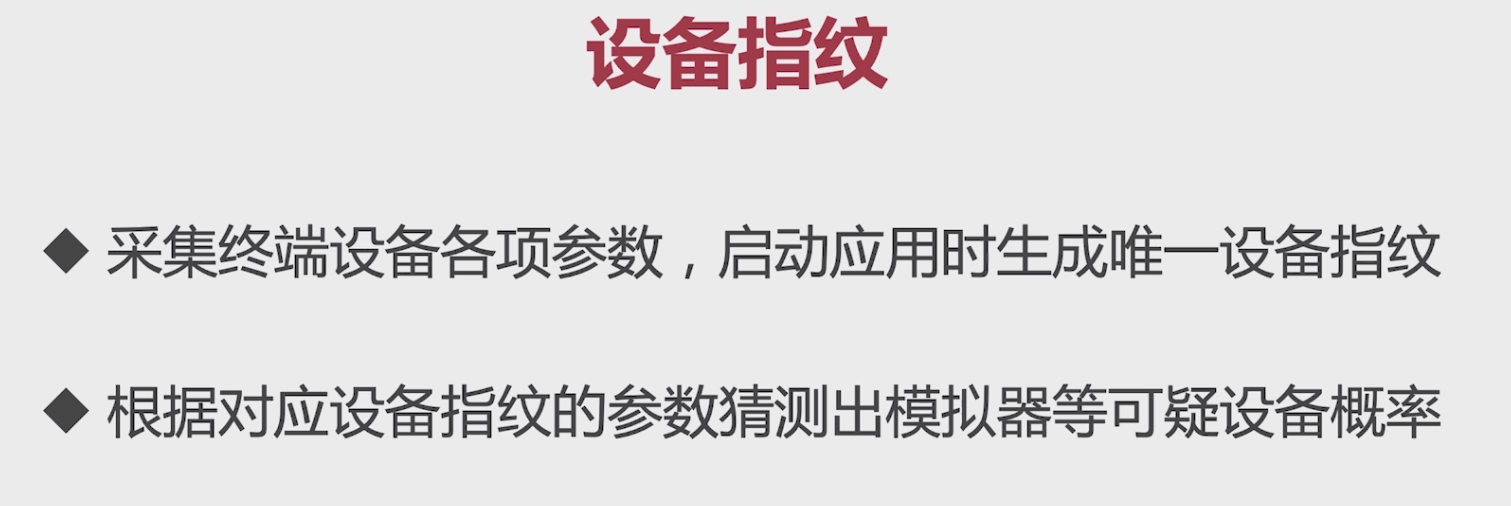 设备指纹
◆ 采集终端设备各项参数，启动应用时生成唯一设备指纹
◆ 根据对应设备指纹的参数猜测出模拟器等可疑设备概率